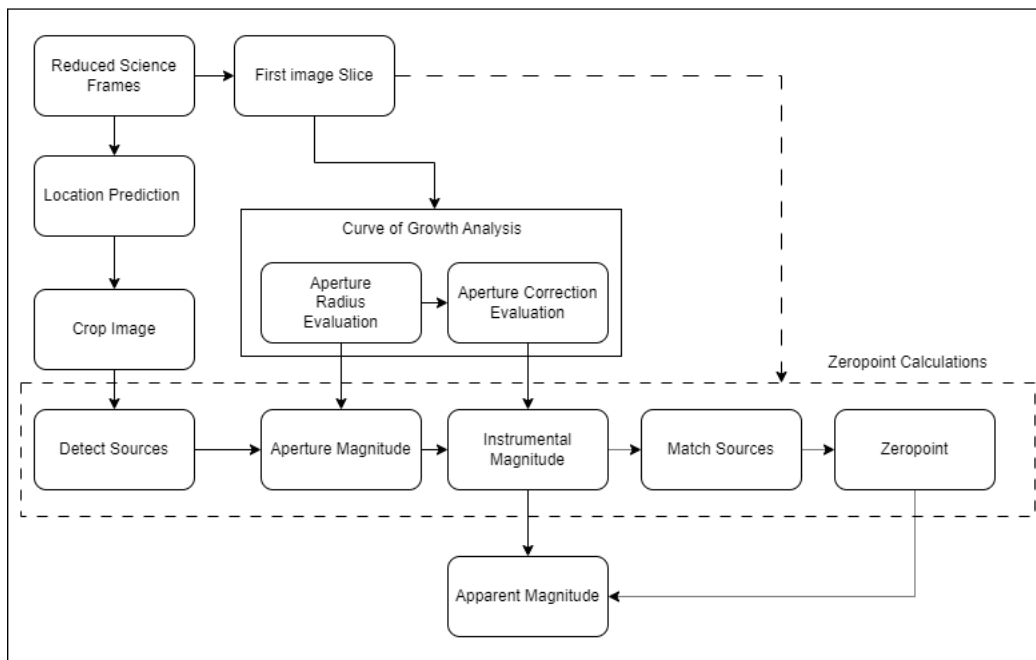 Reduced Science
Frames
First image Slice
Location Prediction
Curve of Growth Analysis
Aperture
Radius
Evaluation
Aperture Correction
Evaluation
Crop Image
Zeropoint Calculations
Detect Sources
Aperture Magnitude
Instrumental
Magnitude
Match Sources
Zeropoint
Apparent Magnitude